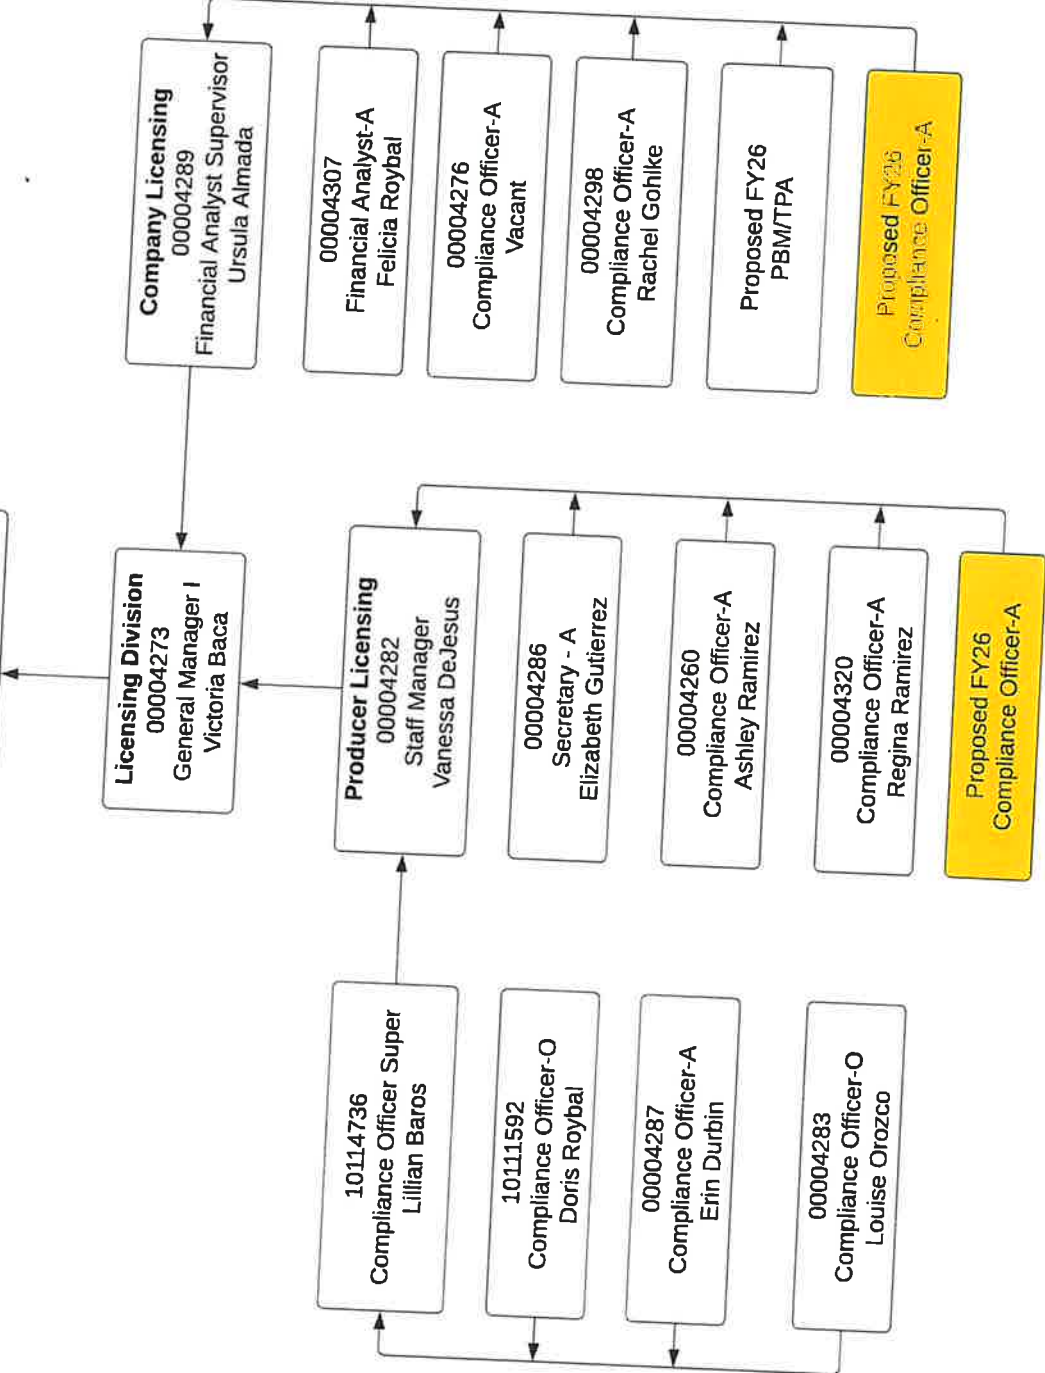 Licensing Division
00004273
General Manager I
Victoria Baca
Company Licensing
00004289
Financial Analyst Supervisor
Ursula Almada
00004307
Financial Analyst-A
Felicia Roybal
00004276
Compliance Officer-A
Vacant
00004298
Compliance Officer-A
Rachel Gohlke
Proposed FY26
PBM/TPA
Proposed FY26
Compliance Officer-A
Producer Licensing
00004282
Staff Manager
Vanessa DeJesus
00004286
Secretary - A
Elizabeth Gutierrez
00004260
Compliance Officer-A
Ashley Ramirez
00004320
Compliance Officer-A
Regina Ramirez
Proposed FY26
Compliance Officer-A
10114736
Compliance Officer Super
Lillian Baros
10111592
Compliance Officer-O
Doris Roybal
00004287
Compliance Officer-A
Erin Durbin
00004283
Compliance Officer-O
Louise Orozco